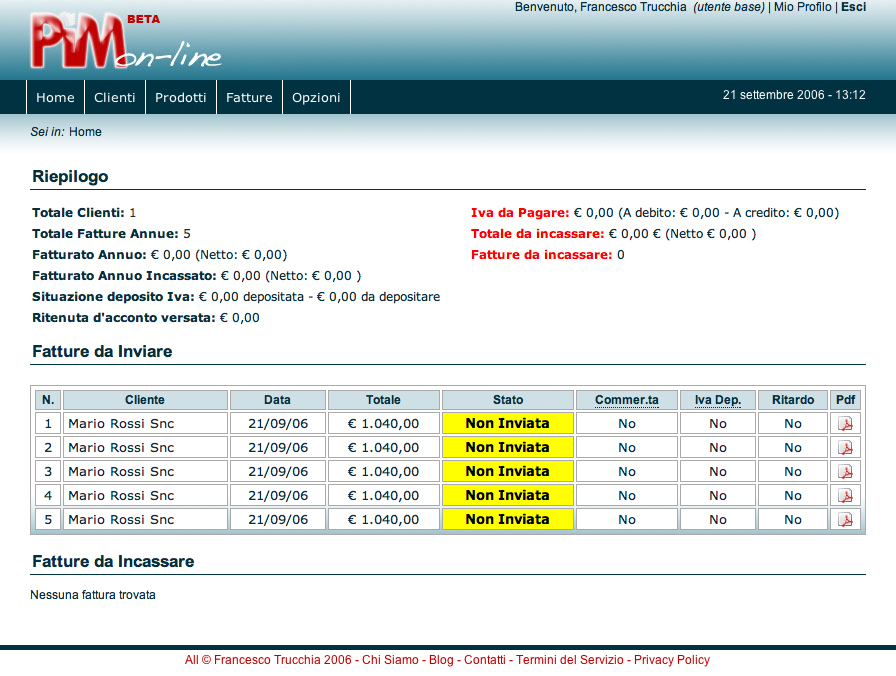 Benvenuto, Francesco Trucchia (utente base) | Mio Profilo | Esci
PiM BETA
on-line
Home Clienti Prodotti Fatture Opzioni 21 settembre 2006 - 13:12
Sei in: Home
Riepilogo
Totale Clienti: 1
Totale Fatture Annue: 5
Fatturato Annuo: € 0,00 (Netto: € 0,00)
Fatturato Annuo Incassato: € 0,00 (Netto: € 0,00 )
Situazione deposito Iva: € 0,00 depositata - € 0,00 da depositare
Ritenuta d'acconto versata: € 0,00
Iva da Pagare: € 0,00 (A debito: € 0,00 - A credito: € 0,00)
Totale da incassare: € 0,00 € (Netto € 0,00 )
Fatture da incassare: 0
Fatture da Inviare
N. Cliente Data Totale Stato Commer.ta Iva Dep. Ritardo Pdf
1 Mario Rossi Snc 21/09/06 € 1.040,00 Non Inviata No No No
2 Mario Rossi Snc 21/09/06 € 1.040,00 Non Inviata No No No
3 Mario Rossi Snc 21/09/06 € 1.040,00 Non Inviata No No No
4 Mario Rossi Snc 21/09/06 € 1.040,00 Non Inviata No No No
5 Mario Rossi Snc 21/09/06 € 1.040,00 Non Inviata No No No
Fatture da Incassare
Nessuna fattura trovata
All © Francesco Trucchia 2006 - Chi Siamo - Blog - Contatti - Termini del Servizio - Privacy Policy